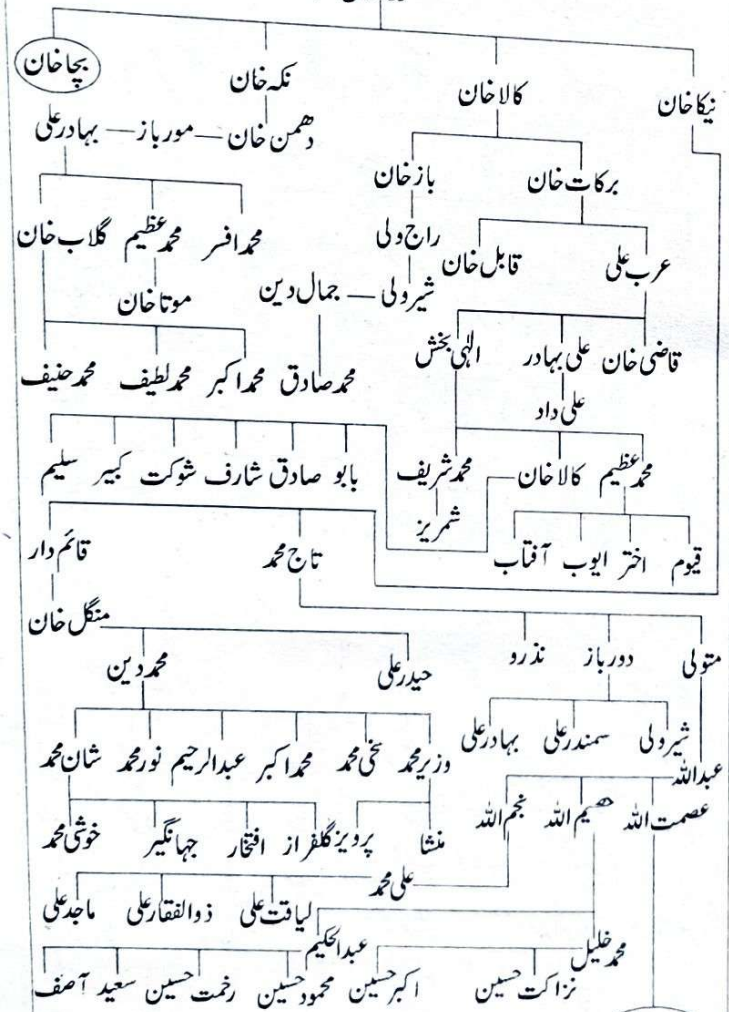 نیکا خان کالا خان نکہ خان بچا خان
دھمن خان مور باز بہادر علی
برکات خان باز خان
راج ولی محمد افسر محمد عظیم گلاب خان
عرب علی قابل خان
شیر ولی جمال دین موتا خان
قاضی خان علی بہادر الٰہی بخش
محمد صادق محمد اکبر محمد لطیف محمد حنیف
علی داد
محمد عظیم کالا خان محمد شریف
بابو صادق شارف شوکت کبیر سلیم
شمریز
قیوم اختر ایوب آفتاب
تاج محمد قائم دار
منگل خان
متولی دورباز نذرو حیدر علی محمد دین
شیر ولی سمندر علی بہادر علی
وزیر محمد سخی محمد محمد اکبر عبدالرحیم نور محمد شان محمد
عبداللہ
عصمت اللہ نجم اللہ
منشا پرویز گلفراز افتخار جہانگیر خوشی محمد
علی محمد
لیاقت علی ذوالفقار علی ماجد علی
محمد خلیل عبدالحکیم
نزاکت حسین اکبر حسین محمود حسین رخمت حسین سعید آصف